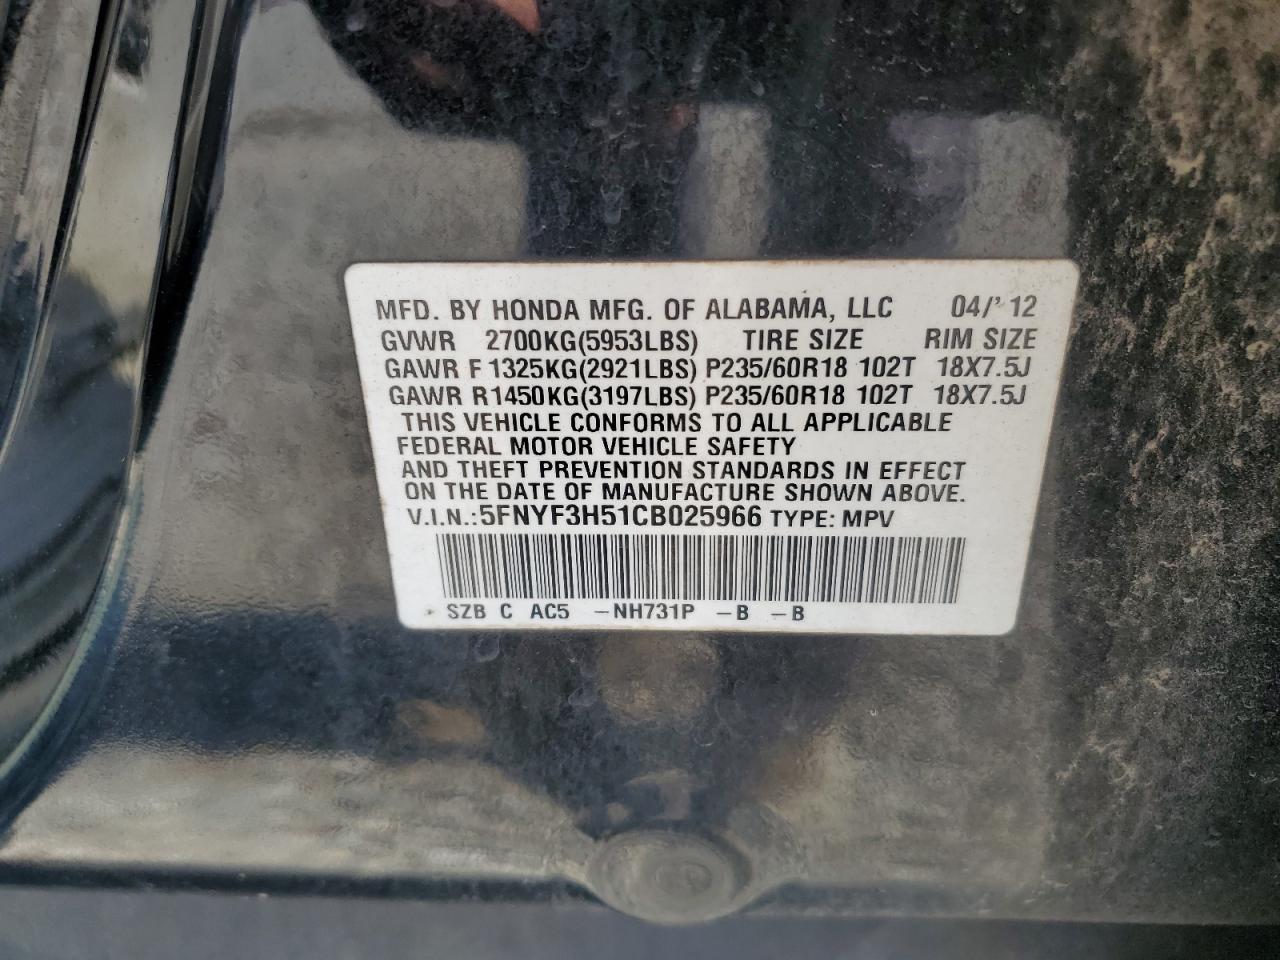 MFD. BY HONDA MFG. OF ALABAMA, LLC 04/'12
GVWR 2700KG(5953LBS) TIRE SIZE RIM SIZE
GAWR F 1325KG(2921LBS) P235/60R18 102T 18X7.5J
GAWR R1450KG(3197LBS) P235/60R18 102T 18X7.5J
THIS VEHICLE CONFORMS TO ALL APPLICABLE
FEDERAL MOTOR VEHICLE SAFETY
AND THEFT PREVENTION STANDARDS IN EFFECT
ON THE DATE OF MANUFACTURE SHOWN ABOVE.
V.I.N.:5FNYF3H51CB025966 TYPE: MPV
SZB C AC5 -NH731P -B -B